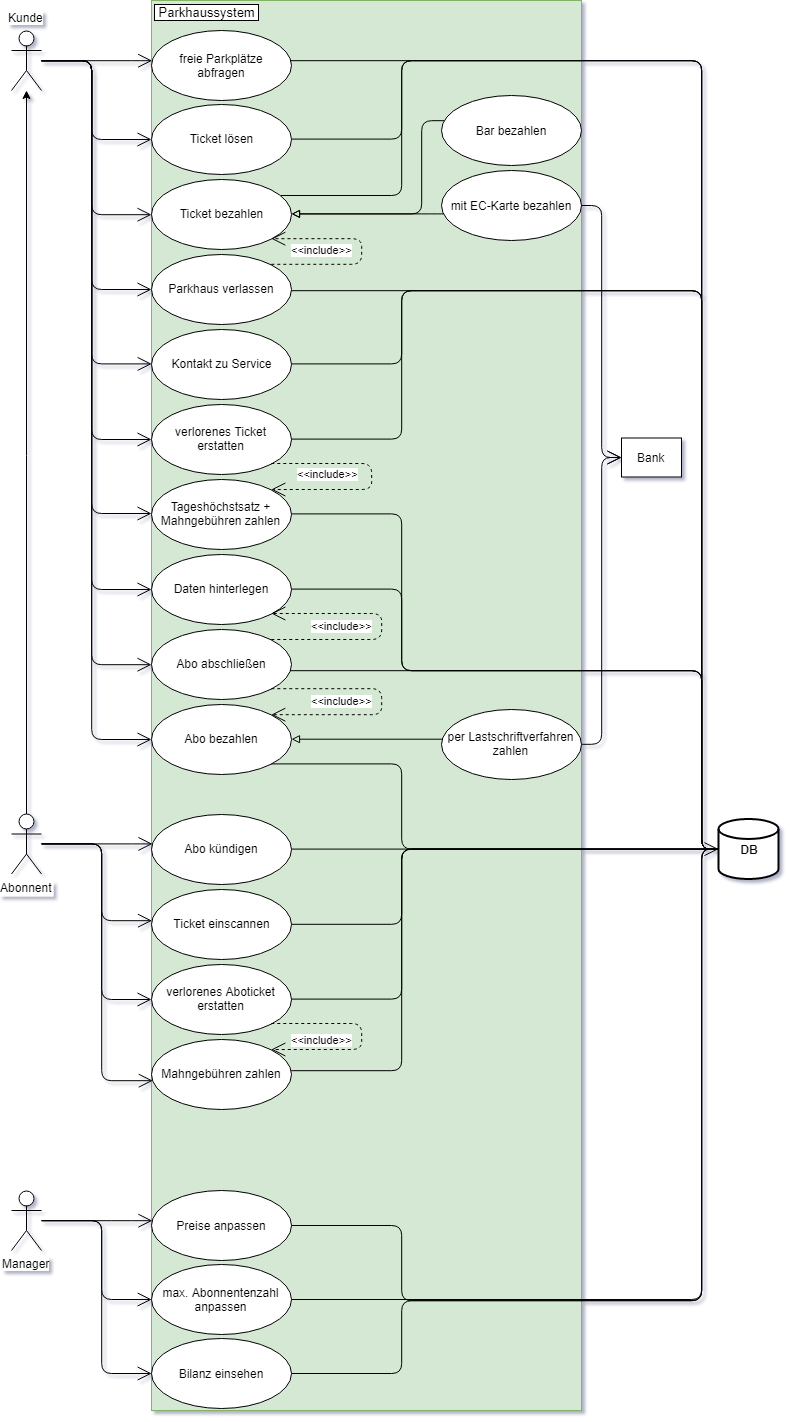 Kunde
Parkhaussystem
freie Parkplätze
abfragen
Bar bezahlen
Ticket lösen
mit EC-Karte bezahlen
Ticket bezahlen
<<include>>
Parkhaus verlassen
Kontakt zu Service
verlorenes Ticket
erstatten
Bank
<<include>>
Tageshöchstsatz +
Mahngebühren zahlen
Daten hinterlegen
<<include>>
Abo abschließen
<<include>>
Abo bezahlen
per Lastschriftverfahren
zahlen
Abo kündigen
DB
Abonnent
Ticket einscannen
verlorenes Aboticket
erstatten
<<include>>
Mahngebühren zahlen
Preise anpassen
Manager
max. Abonnentenzahl
anpassen
Bilanz einsehen